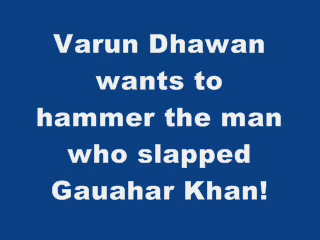 Varun Dhawan
wants to
hammer the man
who slapped
Gauahar Khan!